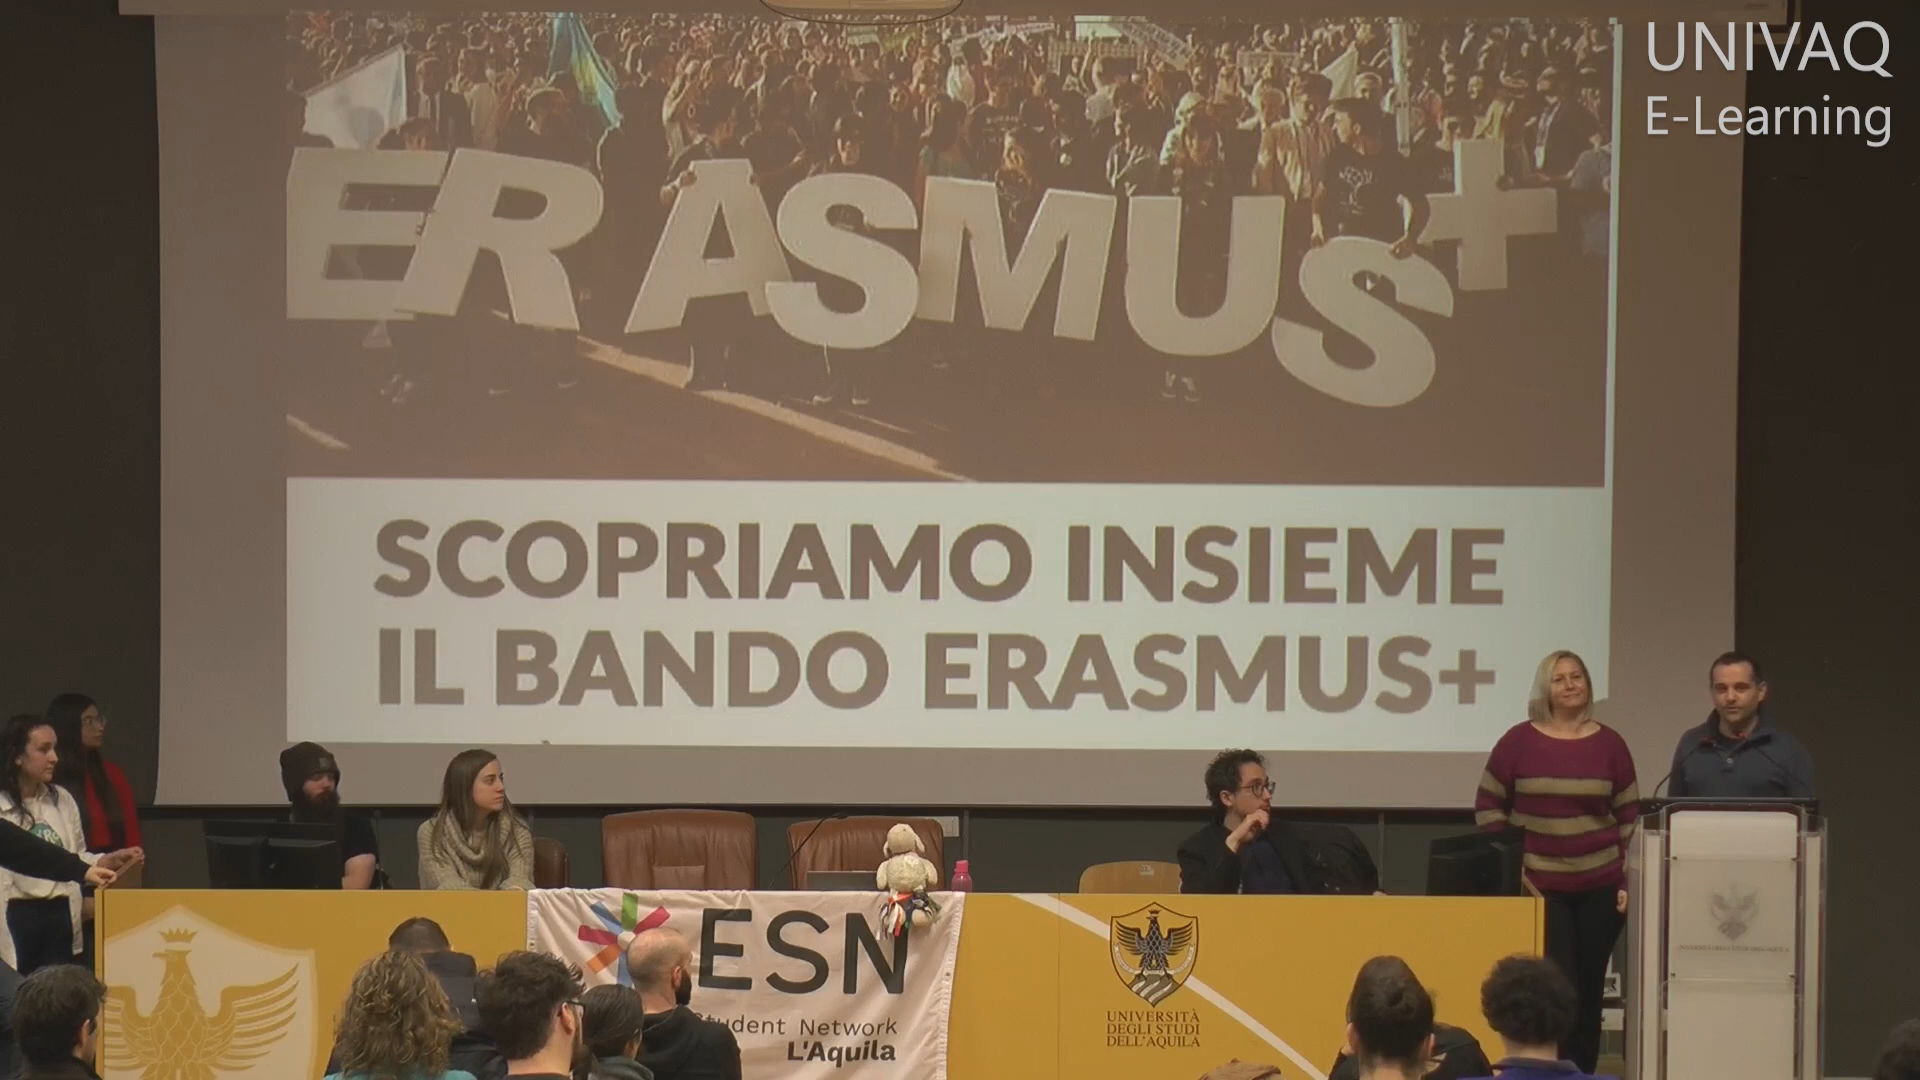 UNIVAQ
E-Learning
ERASMUS+
SCOPRIAMO INSIEME
IL BANDO ERASMUS+
ESN
Student Network
L'Aquila
UNIVERSITÀ
DEGLI STUDI
DELL'AQUILA